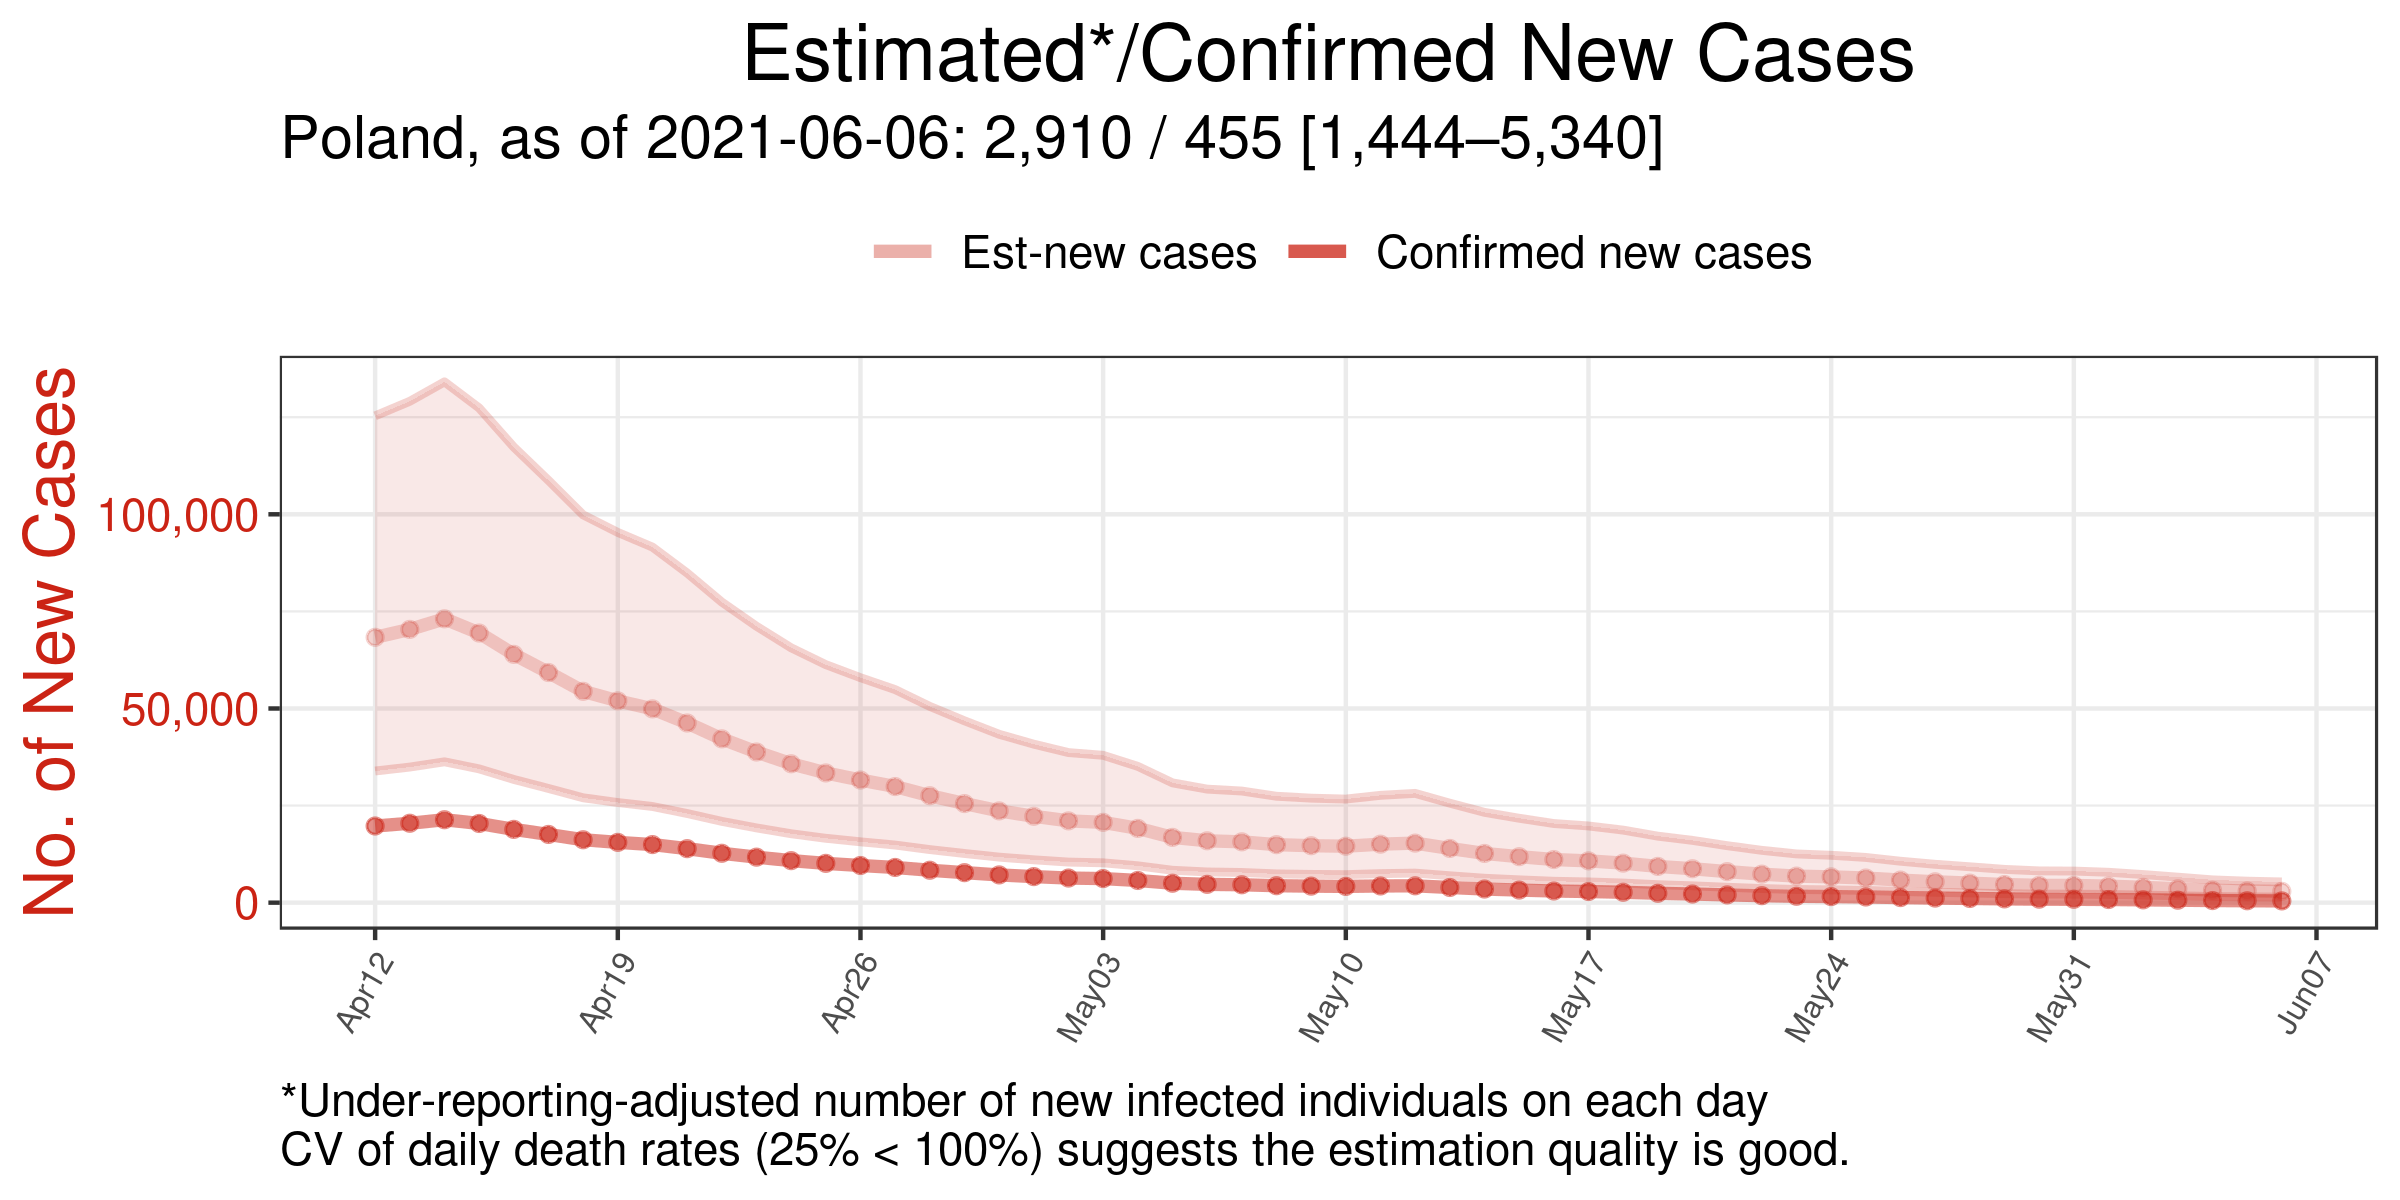 Estimated*/Confirmed New Cases
Poland, as of 2021-06-06: 2,910 / 455 [1,444–5,340]
Est-new cases
Confirmed new cases
No. of New Cases
100,000
50,000
0
Apr12
Apr19
Apr26
May03
May10
May17
May24
May31
Jun07
*Under-reporting-adjusted number of new infected individuals on each day
CV of daily death rates (25% < 100%) suggests the estimation quality is good.